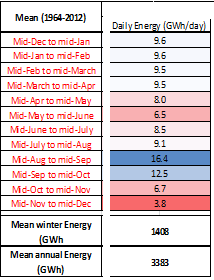 Mean (1964-2012) Daily Energy (GWh/day)
Mid-Dec to mid-Jan 9.6
Mid-Jan to mid-Feb 9.6
Mid-Feb to mid-March 9.5
Mid-March to mid-Apr 9.5
Mid-Apr to mid-May 8.0
Mid-May to mid-June 6.5
Mid-June to mid-July 8.5
Mid-July to mid-Aug 9.1
Mid-Aug to mid-Sep 16.4
Mid-Sep to mid-Oct 12.5
Mid-Oct to mid-Nov 6.7
Mid-Nov to mid-Dec 3.8
Mean winter Energy
(GWh 1408
Mean annual Energy
(GWh) 3383